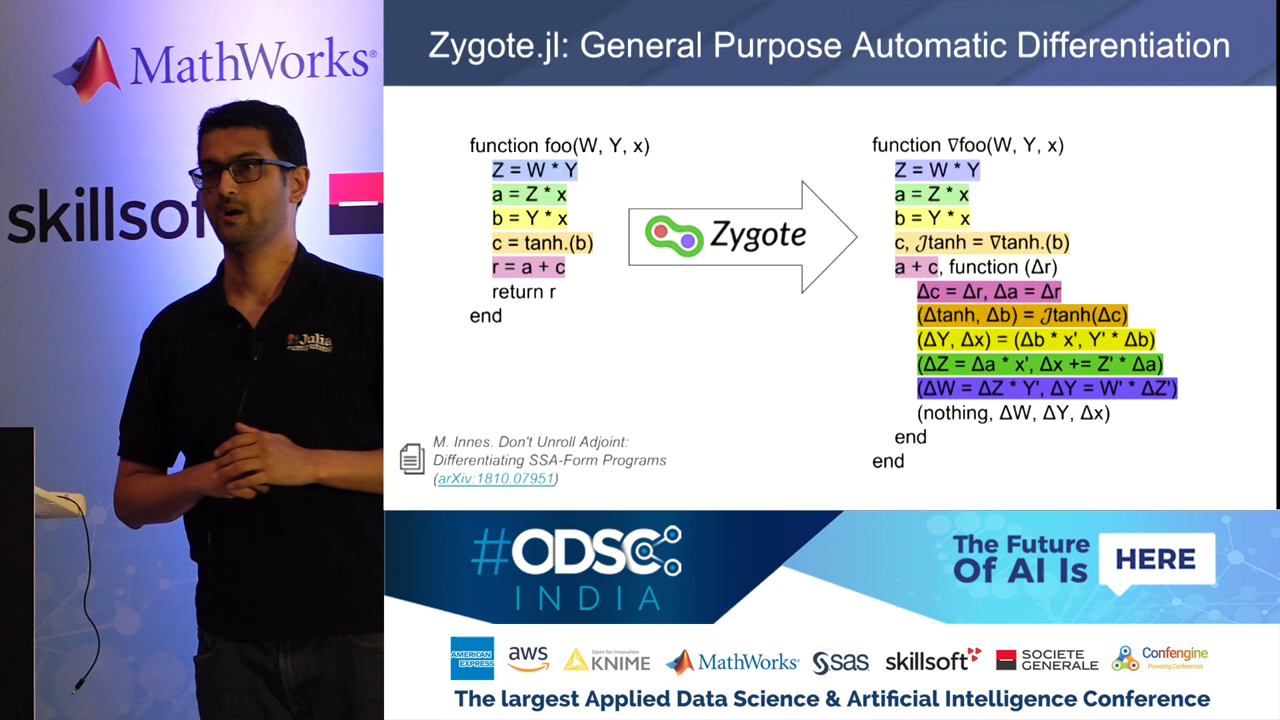 MathWorks®
skillsof
Julia
Zygote.jl: General Purpose Automatic Differentiation
function foo(W, Y, x)
Z = W * Y
a = Z * x
b = Y * x
c = tanh.(b)
r = a + c
return r
end
Zygote
function ∇foo(W, Y, x)
Z = W * Y
a = Z * x
b = Y * x
c, 𝒥tanh = ∇tanh.(b)
a + c, function (Δr)
Δc = Δr, Δa = Δr
(Δtanh, Δb) = 𝒥tanh(Δc)
(ΔY, Δx) = (Δb * x', Y' * Δb)
(ΔZ = Δa * x', Δx += Z' * Δa)
(ΔW = ΔZ * Y', ΔY = W' * ΔZ')
(nothing, ΔW, ΔY, Δx)
end
end
M. Innes. Don't Unroll Adjoint:
Differentiating SSA-Form Programs
(arXiv:1810.07951)
#ODSC
INDIA
The Future
Of AI Is
HERE
AMERICAN
EXPRESS
aws
Open for Innovation
KNIME
MathWorks®
sas
skillsoft
SOCIETE
GENERALE
Confengine
Powering Conferences
The largest Applied Data Science & Artificial Intelligence Conference